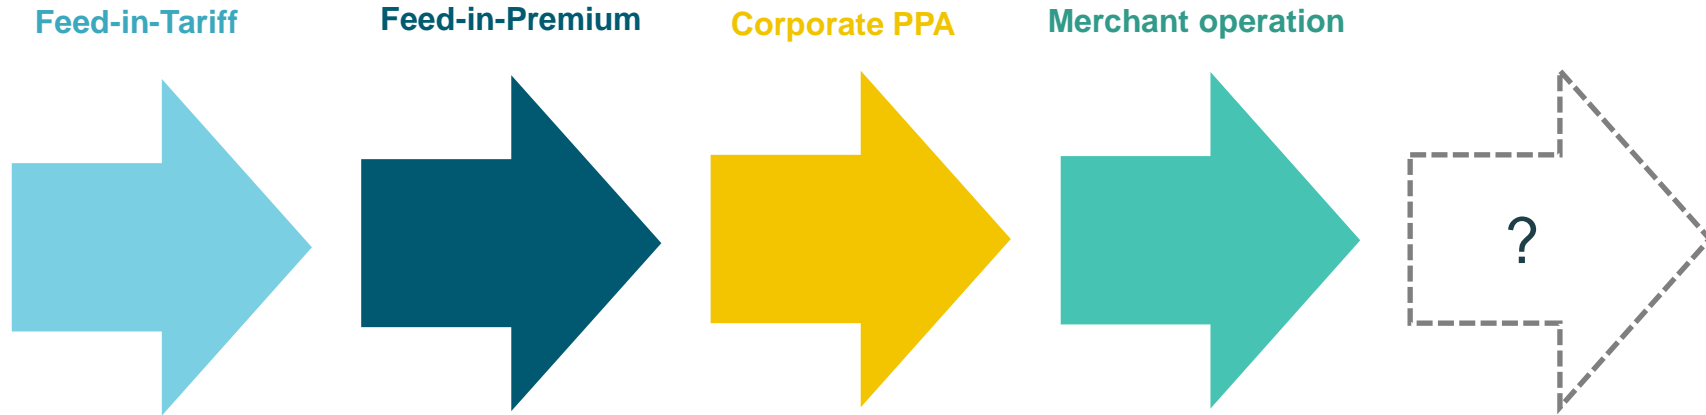 Feed-in-Tariff
Feed-in-Premium
Corporate PPA
Merchant operation
?